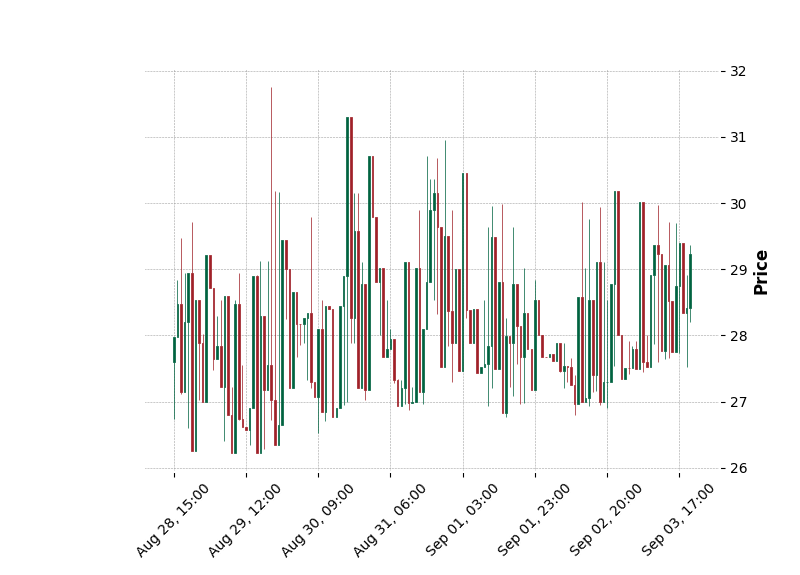 32
31
30
29
28
27
26
Price
Aug 28, 15:00
Aug 29, 12:00
Aug 30, 09:00
Aug 31, 06:00
Sep 01, 03:00
Sep 01, 23:00
Sep 02, 20:00
Sep 03, 17:00